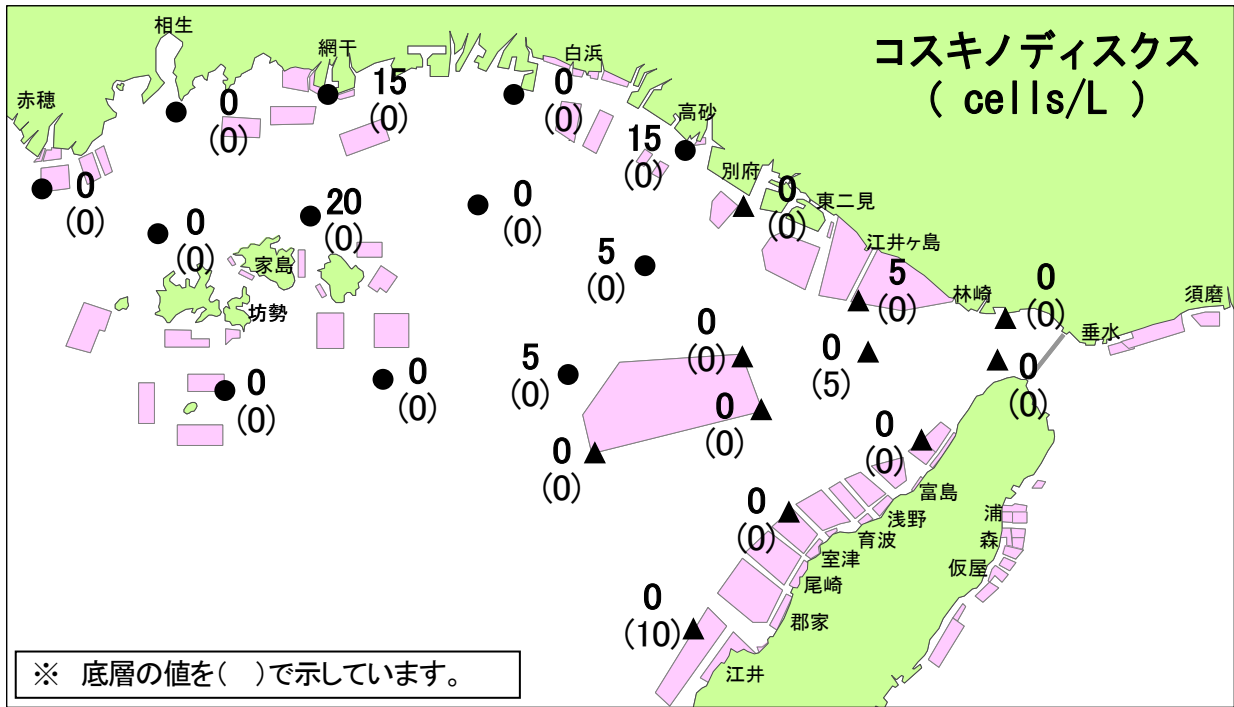 コスキノディスクス
( cells/L )
相生
網干
白浜
赤穂
高砂
別府
東二見
江井ヶ島
林崎
垂水
須磨
家島
坊勢
富島
浅野
育波
室津
尾崎
郡家
江井
浦
森
仮屋
0
(0)
15
(0)
0
(0)
15
(0)
0
(0)
0
(0)
20
(0)
0
(0)
5
(0)
0
(0)
5
(0)
0
(0)
0
(0)
0
(0)
0
(5)
0
(0)
5
(0)
0
(0)
0
(0)
0
(0)
0
(0)
0
(0)
0
(0)
0
(10)
※ 底層の値を( )で示しています。